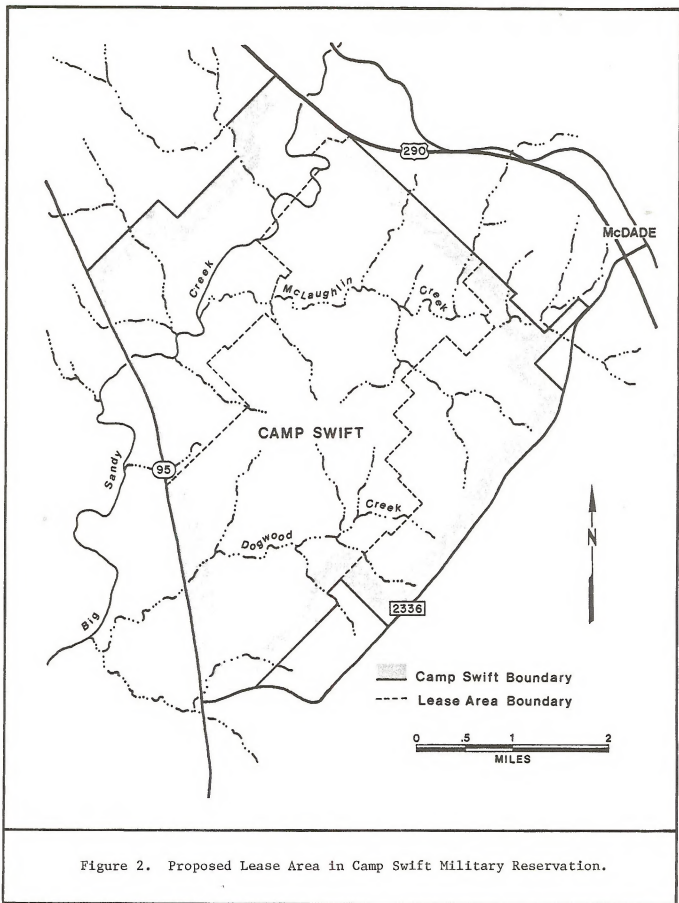 290
McDADE
Creek
McLaughlin
Creek
CAMP SWIFT
95
Sandy
Creek
Dogwood
2336
Big
N
Camp Swift Boundary
Lease Area Boundary
0 .5 1 2
MILES
Figure 2. Proposed Lease Area in Camp Swift Military Reservation.